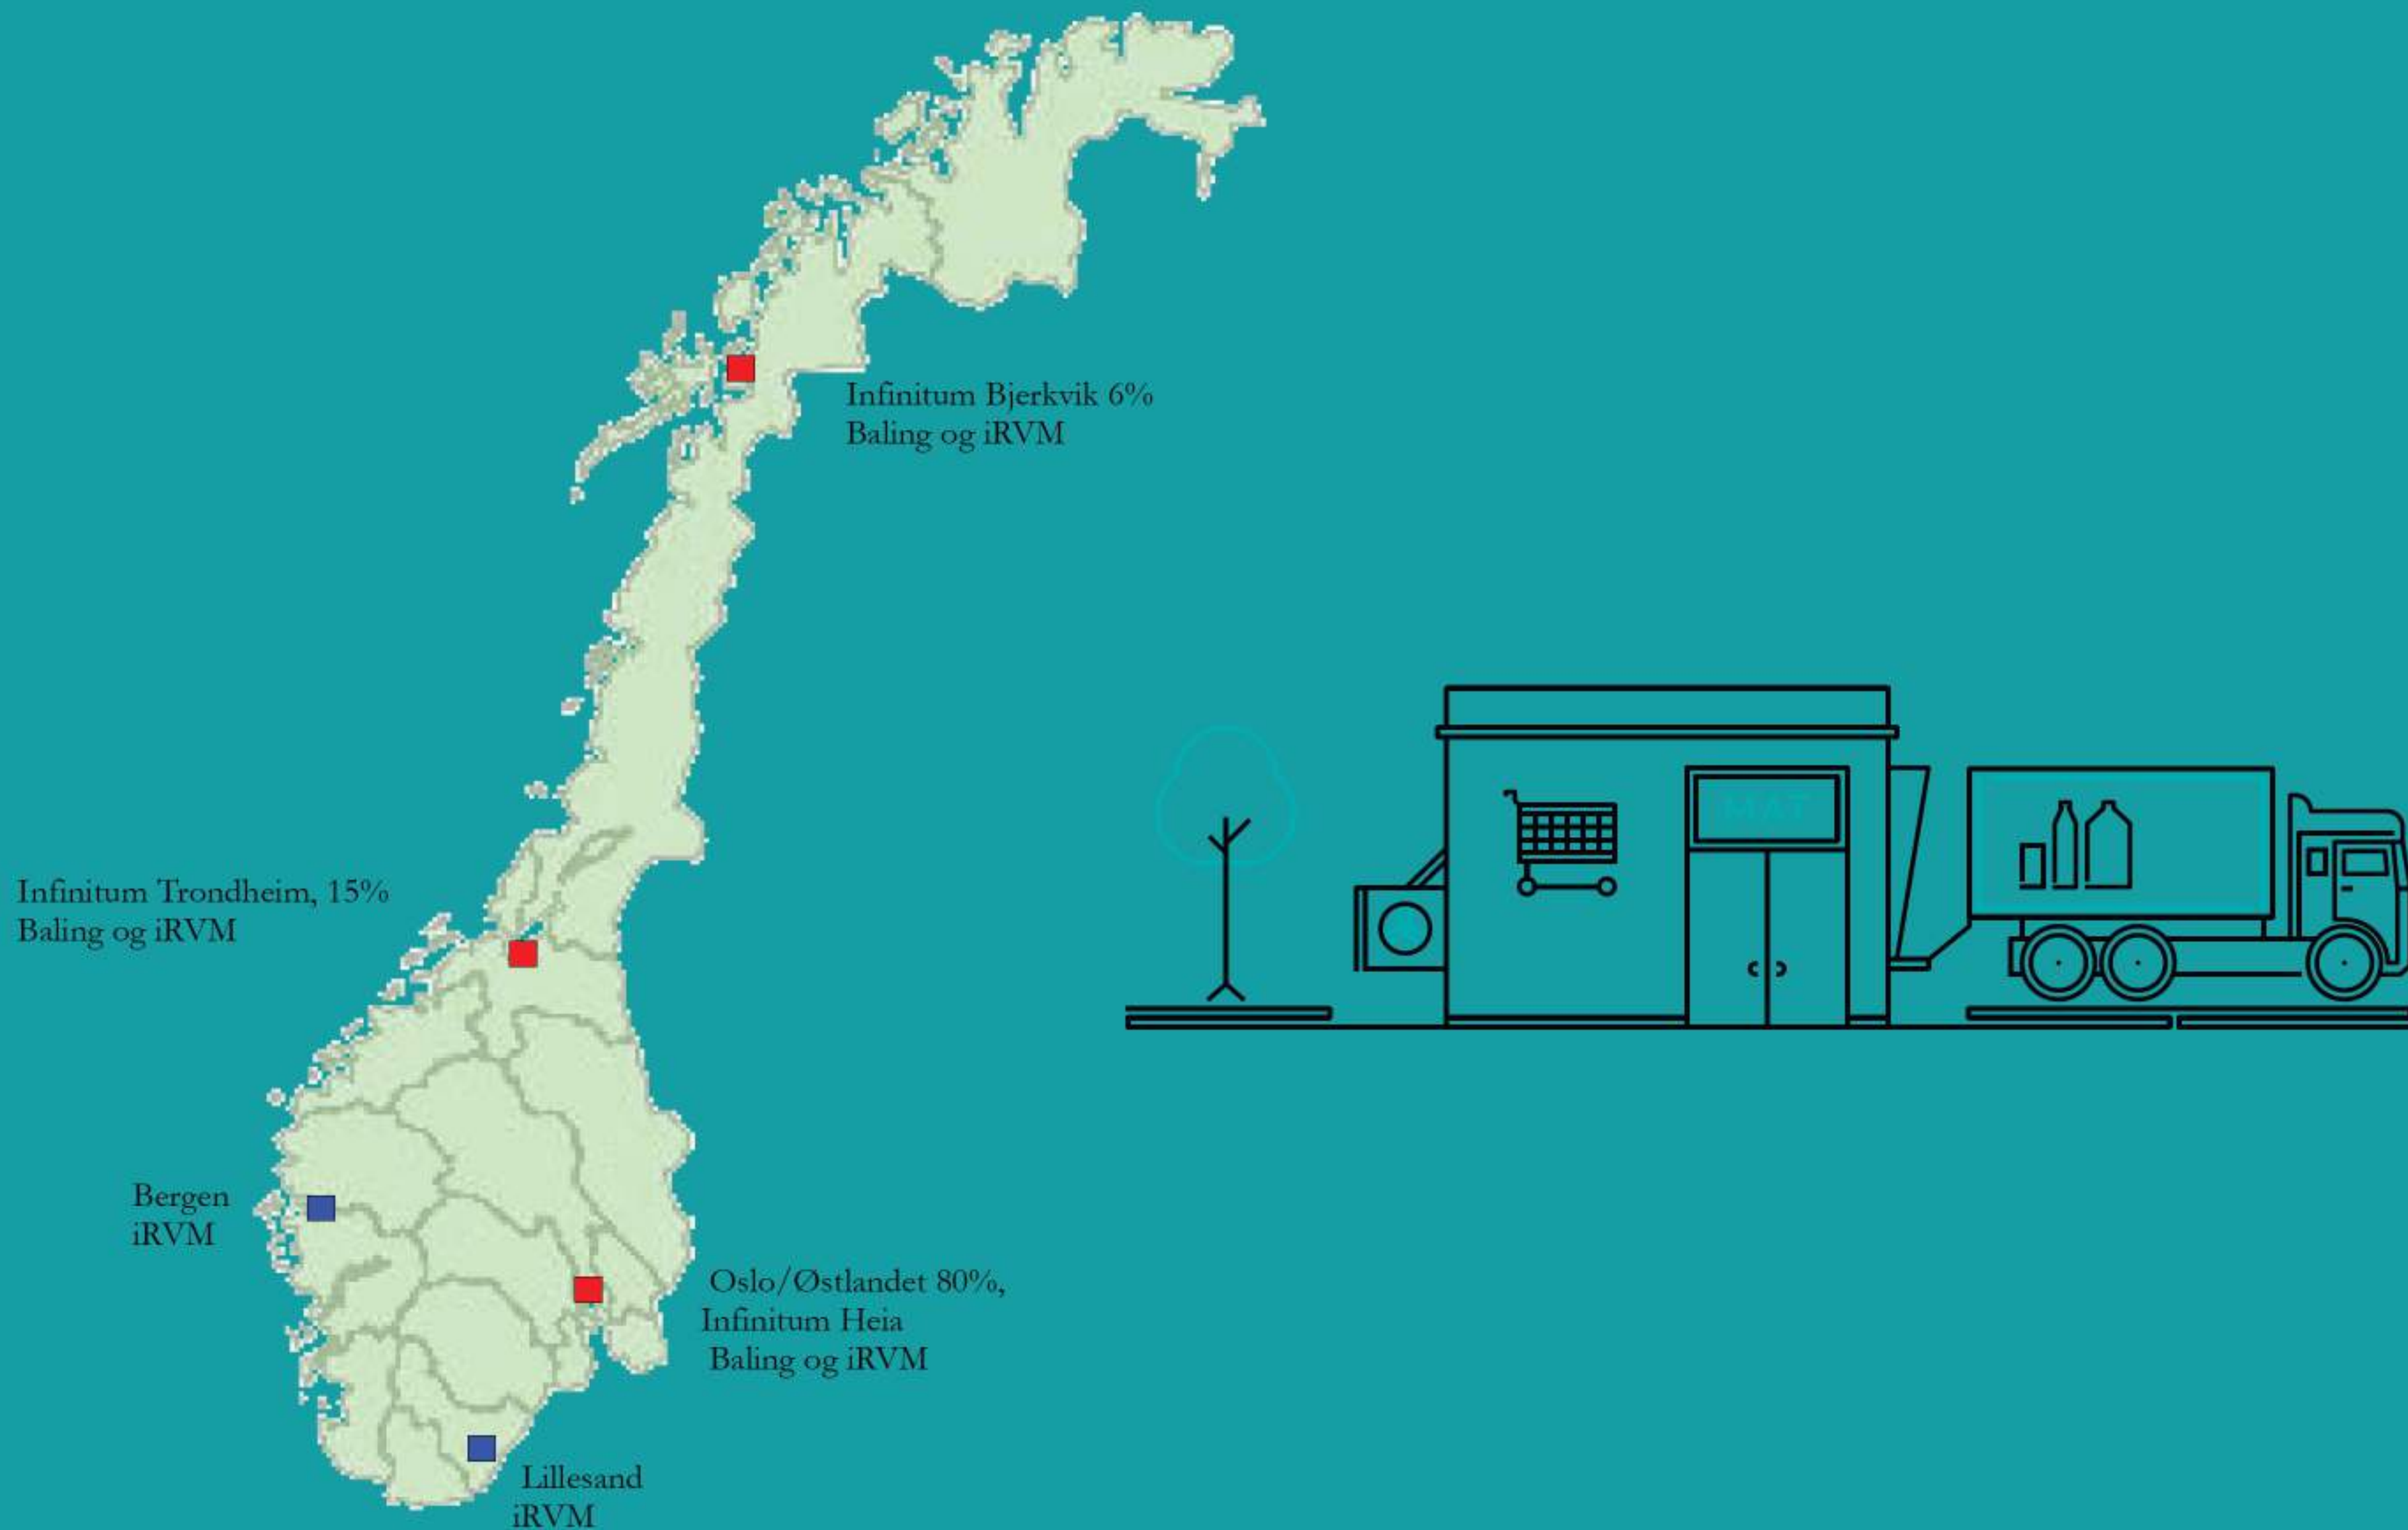 Infinitum Bjerkvik 6%
Baling og iRVM
Infinitum Trondheim, 15%
Baling og iRVM
MAT
Bergen
iRVM
Oslo/Østlandet 80%,
Infinitum Heia
Baling og iRVM
Lillesand
iRVM